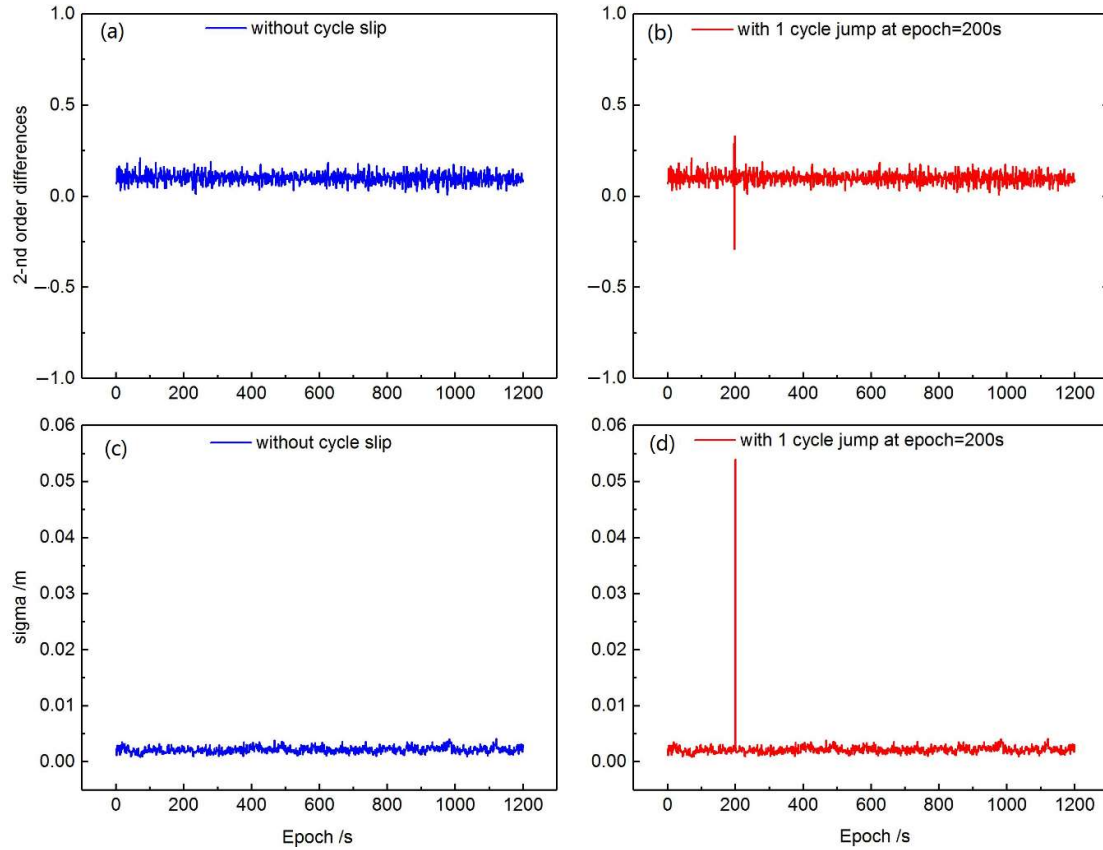 (a) without cycle slip
(b) with 1 cycle jump at epoch=200s
2-nd order differences
1.0
0.5
0.0
−0.5
−1.0
0 200 400 600 800 1000 1200
1.0
0.5
0.0
−0.5
−1.0
0 200 400 600 800 1000 1200
(c) without cycle slip
(d) with 1 cycle jump at epoch=200s
sigma /m
0.06
0.05
0.04
0.03
0.02
0.01
0.00
0 200 400 600 800 1000 1200
Epoch /s
0.06
0.05
0.04
0.03
0.02
0.01
0.00
0 200 400 600 800 1000 1200
Epoch /s